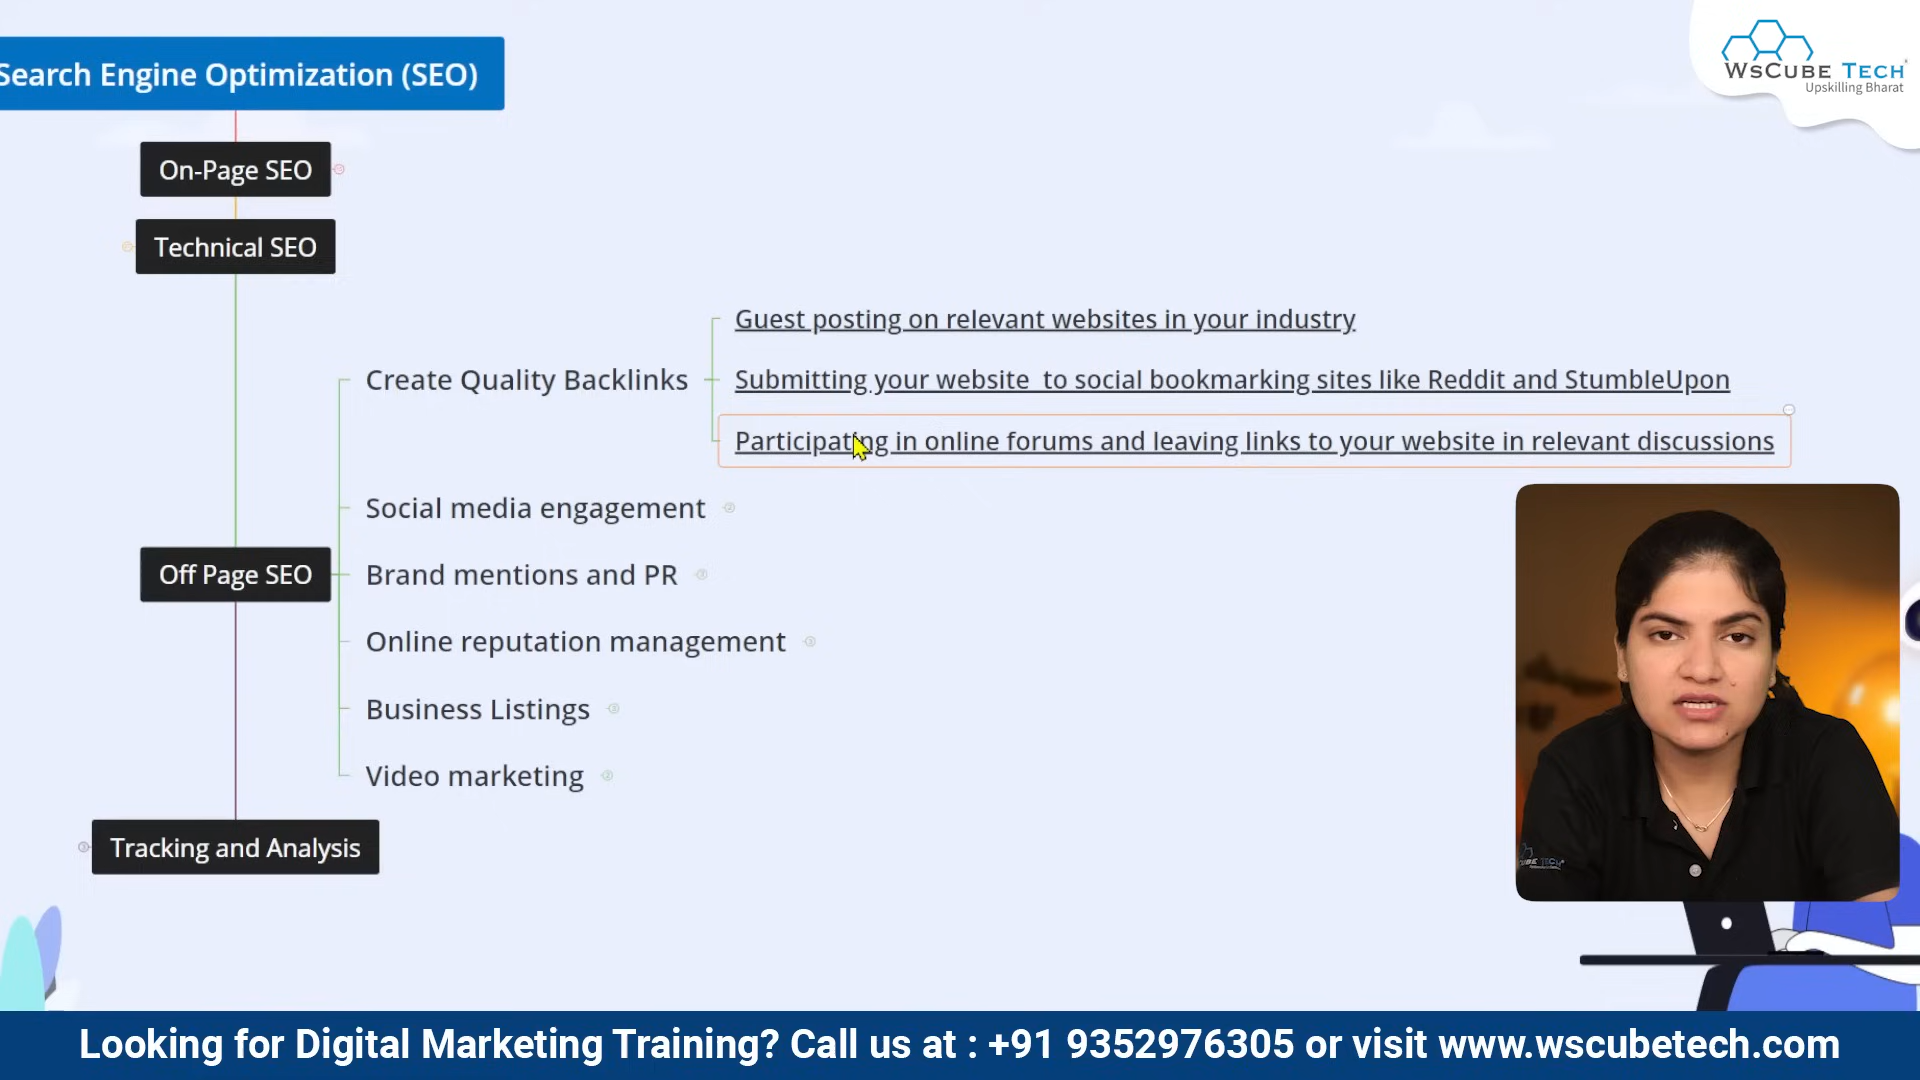 Search Engine Optimization (SEO)
WsCube Tech
Upskilling Bharat
On-Page SEO
Technical SEO
Guest posting on relevant websites in your industry
Create Quality Backlinks
Submitting your website  to social bookmarking sites like Reddit and StumbleUpon
Participating in online forums and leaving links to your website in relevant discussions
Social media engagement
Off Page SEO
Brand mentions and PR
Online reputation management
Business Listings
Video marketing
Tracking and Analysis
Looking for Digital Marketing Training? Call us at : +91 9352976305 or visit www.wscubetech.com